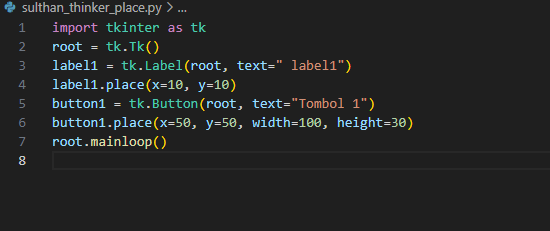 sulthan_thinker_place.py > ...
1 import tkinter as tk
2 root = tk.Tk()
3 label1 = tk.Label(root, text=" label1")
4 label1.place(x=10, y=10)
5 button1 = tk.Button(root, text="Tombol 1")
6 button1.place(x=50, y=50, width=100, height=30)
7 root.mainloop()
8